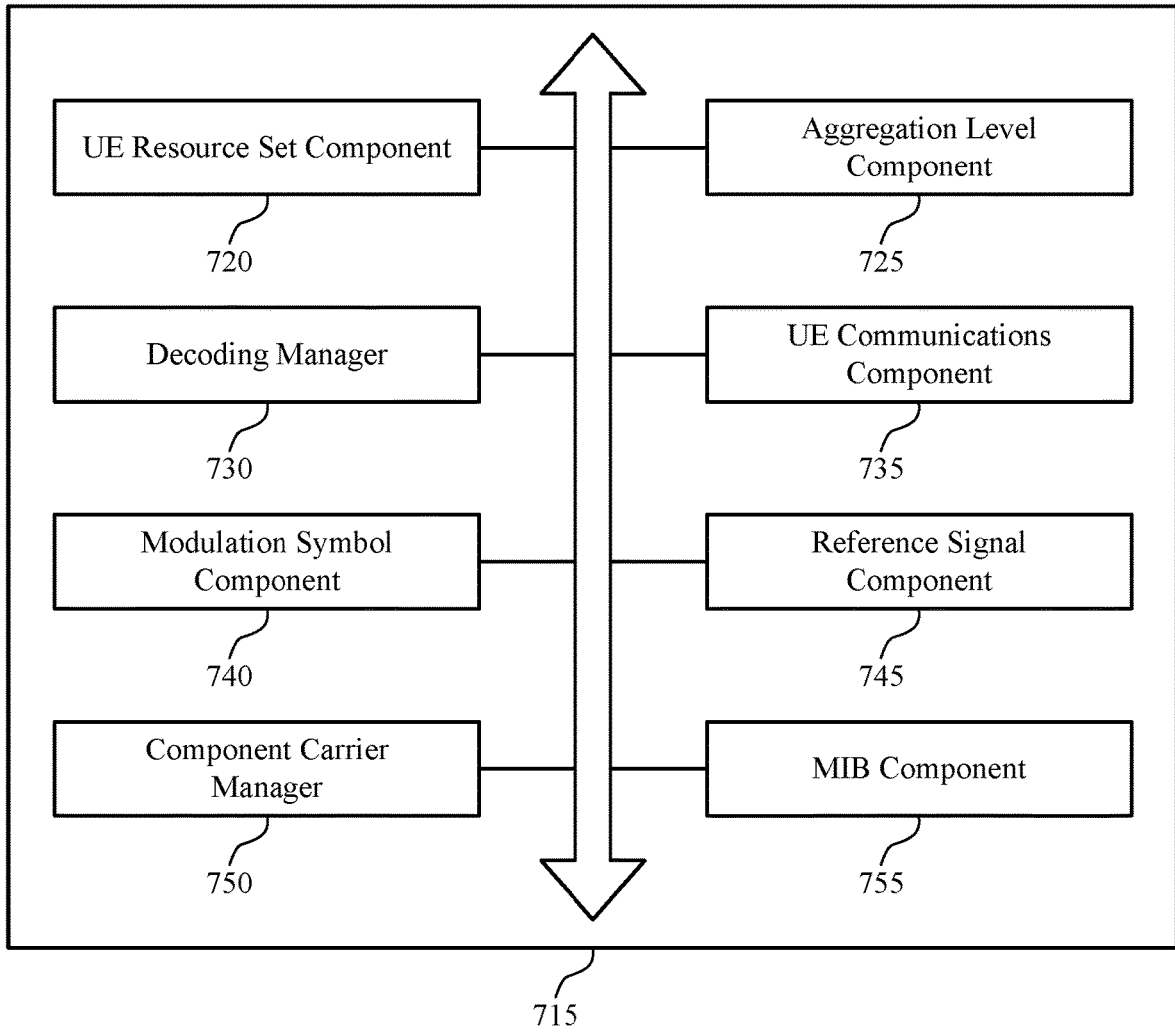 UE Resource Set Component
720
Aggregation Level
Component
725
Decoding Manager
730
UE Communications
Component
735
Modulation Symbol
Component
740
Reference Signal
Component
745
Component Carrier
Manager
750
MIB Component
755
715